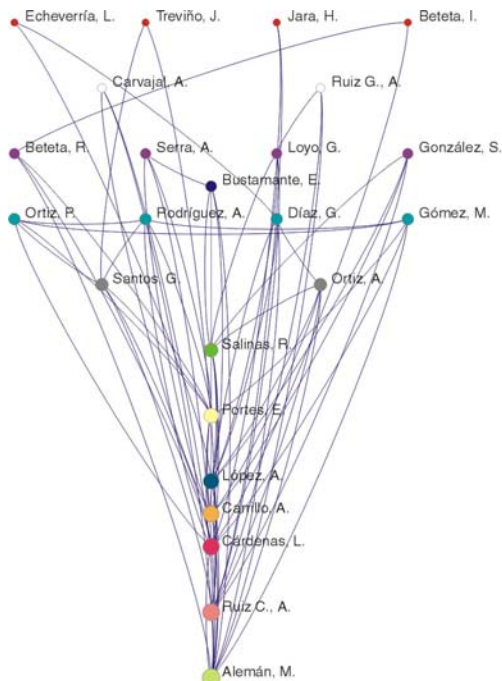 Echeverría, L.
Treviño, J.
Jara, H.
Beteta, I.
Carvajal, A.
Ruiz G., A.
Beteta, R.
Serra, A.
Loyo, G.
González, S.
Bustamante, E.
Ortiz, P.
Rodríguez, A.
Díaz, G.
Gómez, M.
Santos, G.
Ortiz, A.
Salinas, R.
Portes, E.
López, A.
Carrillo, A.
Cárdenas, L.
Ruiz C., A.
Alemán, M.